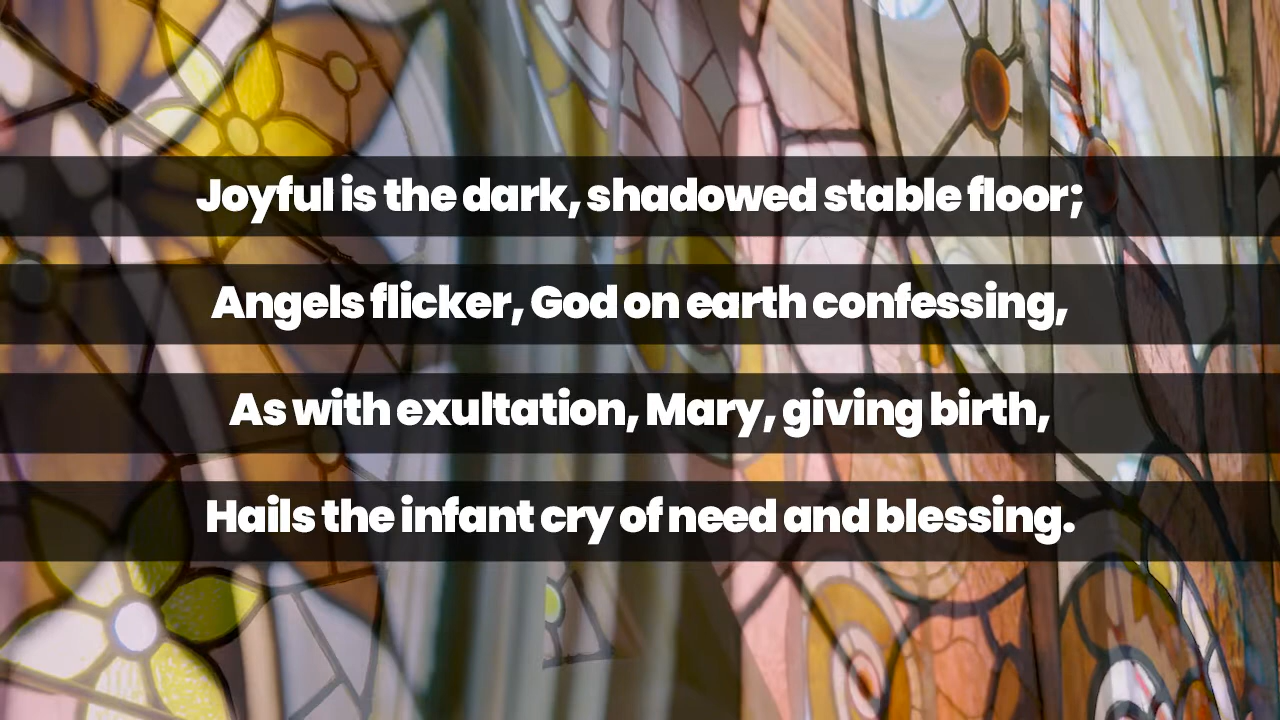 Joyful is the dark, shadowed stable floor;
Angels flicker, God on earth confessing,
As with exultation, Mary, giving birth,
Hails the infant cry of need and blessing.